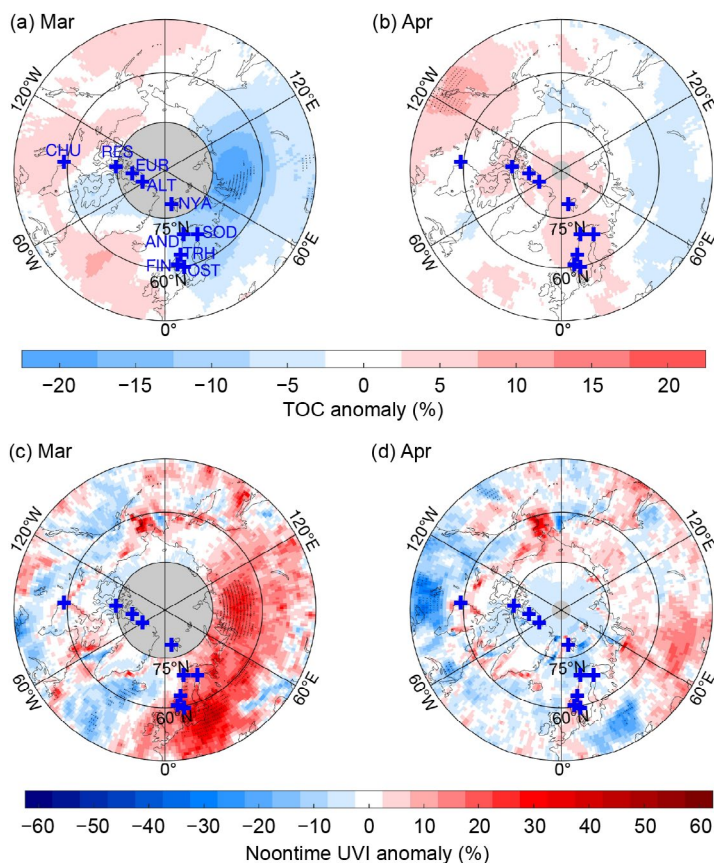 (a) Mar
(b) Apr
120°W
120°E
120°W
120°E
CHU
RES
EUR
ALT
NYA
75°N
75°N
AND
SOD
TRH
FIN
OST
60°W
60°N
60°E
60°W
60°N
60°E
0°
0°
−20 −15 −10 −5 0 5 10 15 20
TOC anomaly (%)
(c) Mar
(d) Apr
120°W
120°E
120°W
120°E
75°N
75°N
60°W
60°N
60°E
60°W
60°N
60°E
0°
0°
−60 −50 −40 −30 −20 −10 0 10 20 30 40 50 60
Noontime UVI anomaly (%)